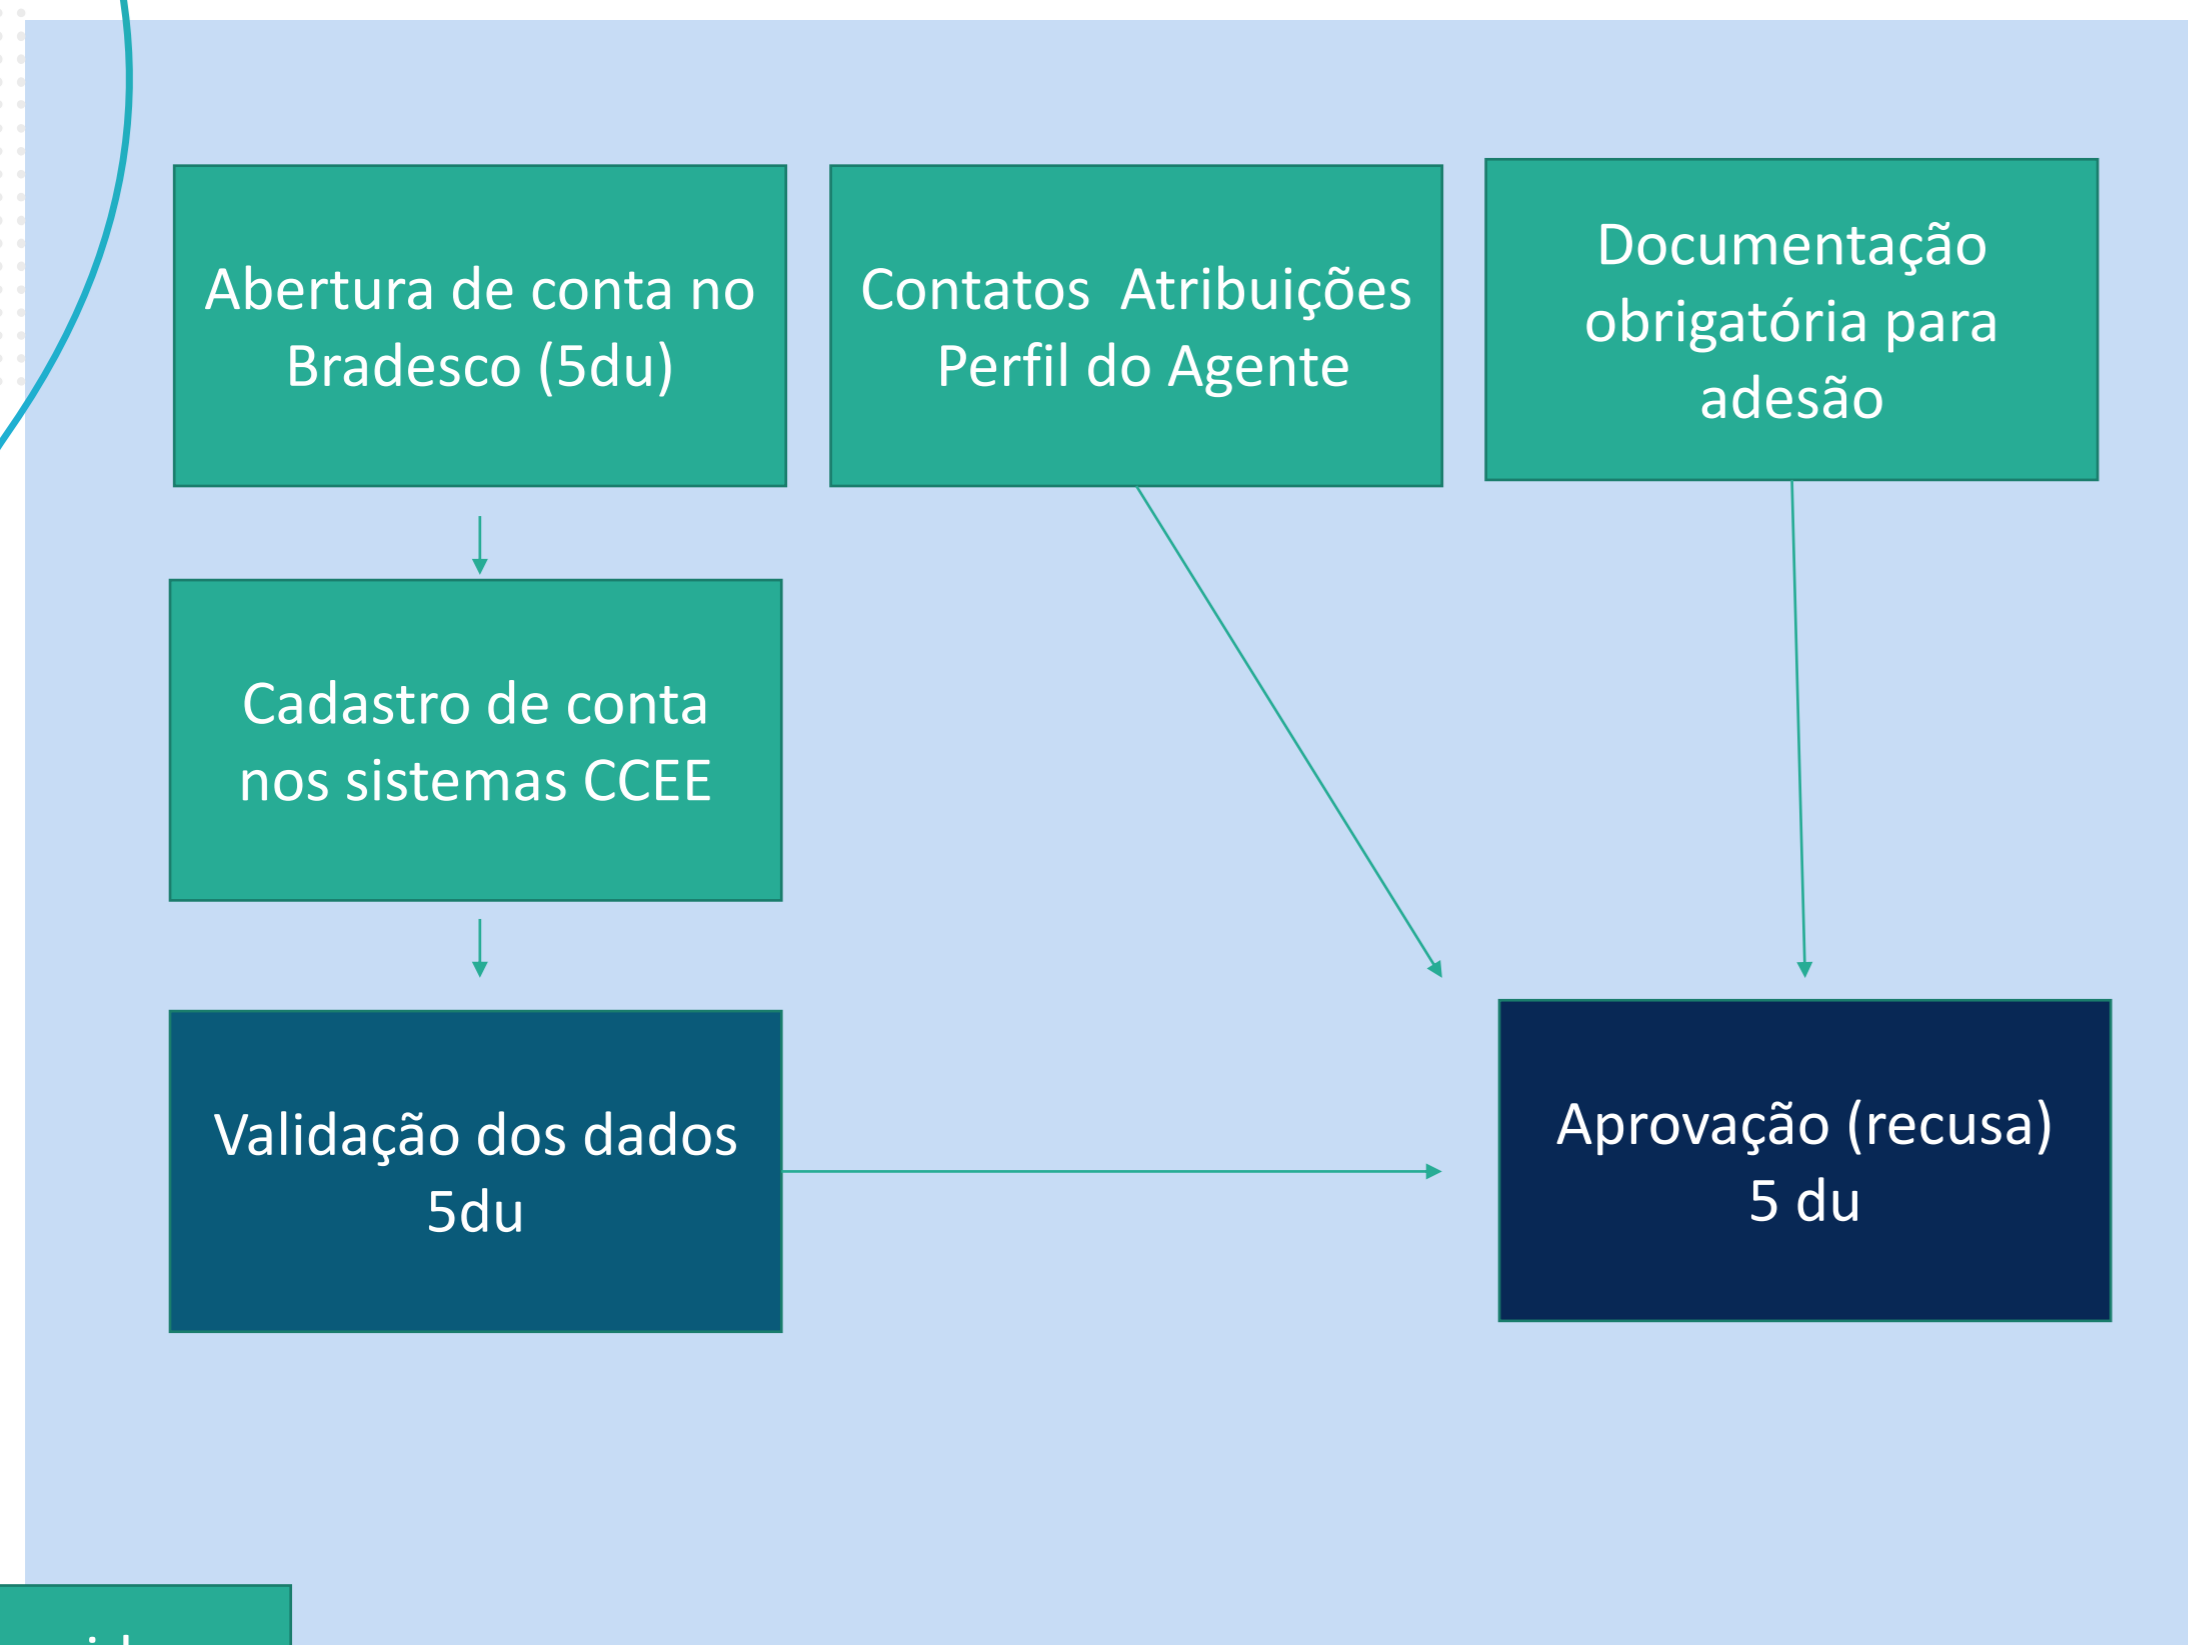 Abertura de conta no
Bradesco (5du)
Contatos  Atribuições
Perfil do Agente
Documentação
obrigatória para
adesão
Cadastro de conta
nos sistemas CCEE
Validação dos dados
5du
Aprovação (recusa)
5 du